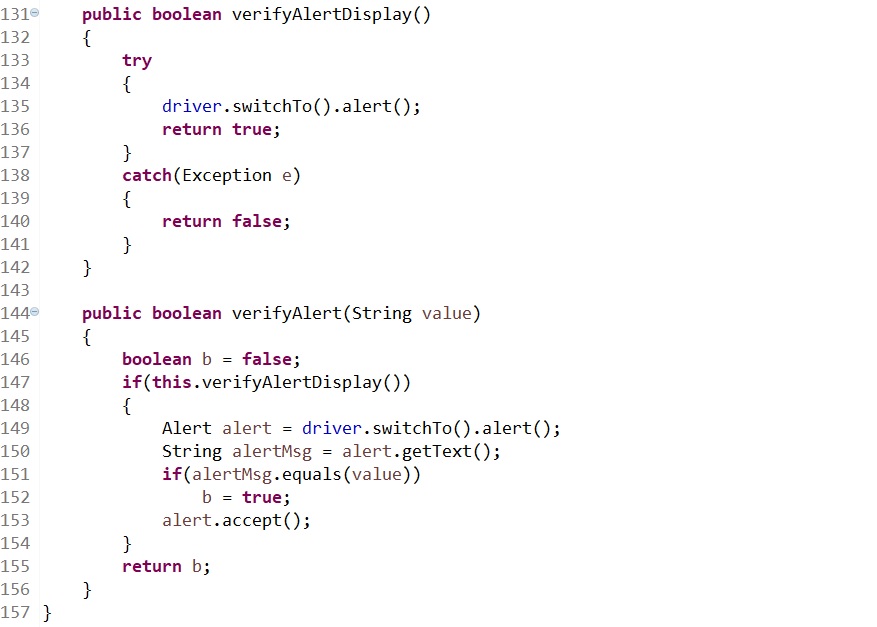 131 public boolean verifyAlertDisplay()
132 {
133 try
134 {
135 driver.switchTo().alert();
136 return true;
137 }
138 catch(Exception e)
139 {
140 return false;
141 }
142 }
143
144 public boolean verifyAlert(String value)
145 {
146 boolean b = false;
147 if(this.verifyAlertDisplay())
148 {
149 Alert alert = driver.switchTo().alert();
150 String alertMsg = alert.getText();
151 if(alertMsg.equals(value))
152 b = true;
153 alert.accept();
154 }
155 return b;
156 }
157 }